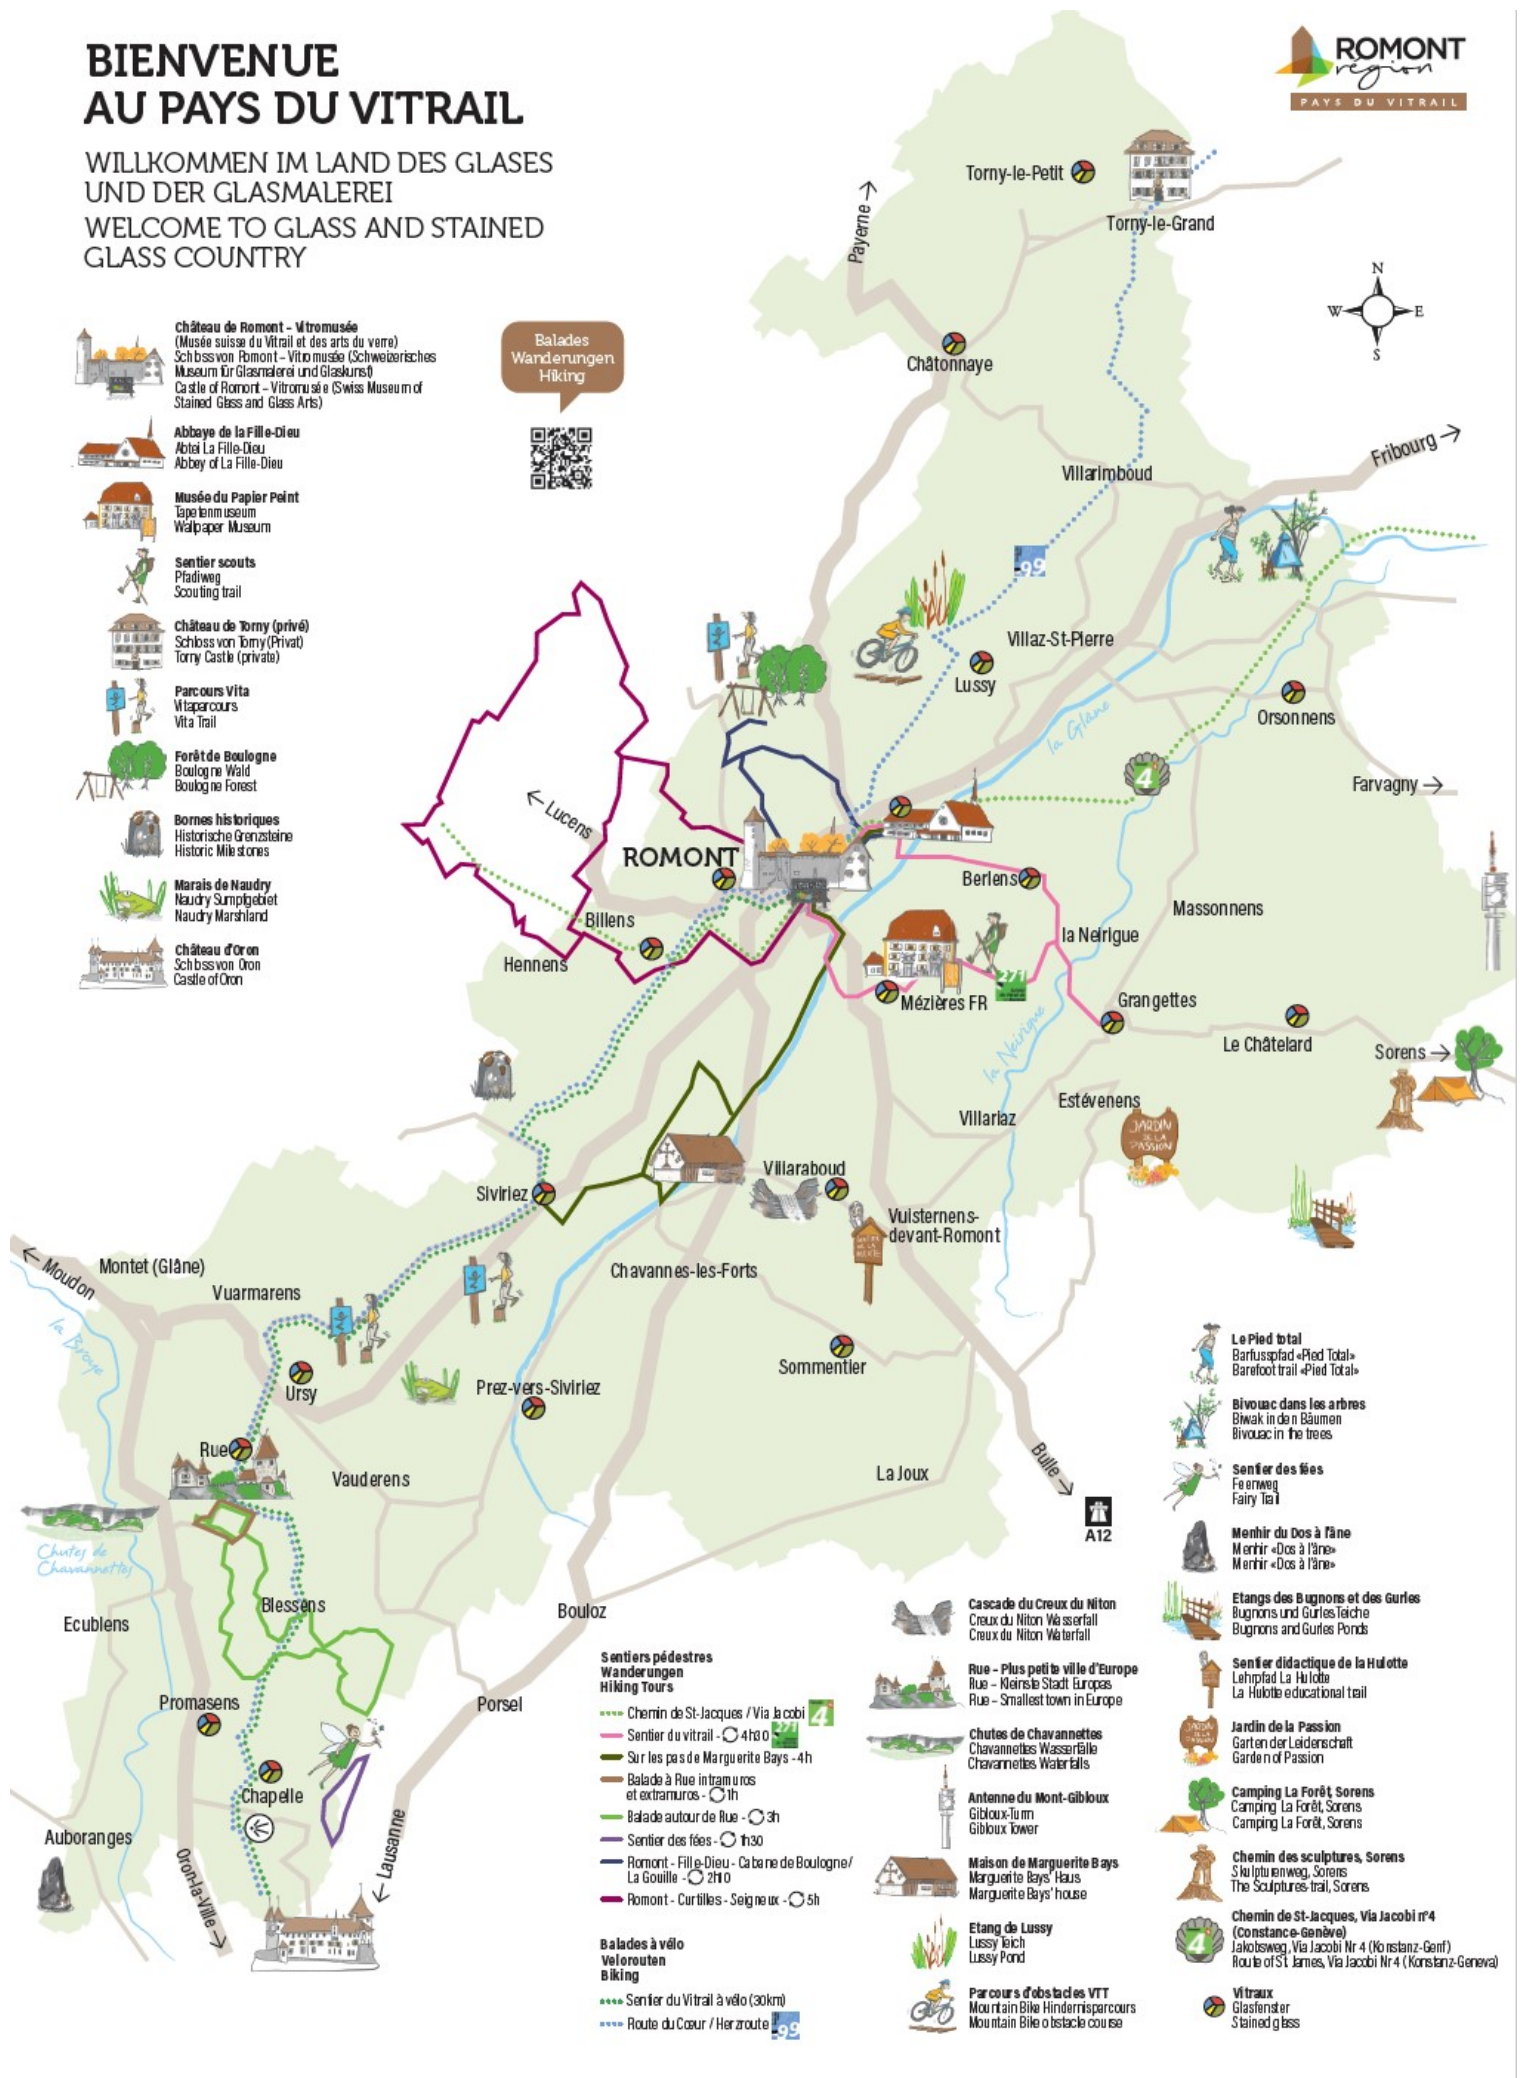 BIENVENUE
AU PAYS DU VITRAIL
WILLKOMMEN IM LAND DES GLASES
UND DER GLASMALEREI
WELCOME TO GLASS AND STAINED
GLASS COUNTRY
ROMONT
région
PAYS DU VITRAIL
Château de Romont - Vitromusée
(Musée suisse du Vitrail et des arts du verre)
Schloss von Romont - Vitromusée (Schweizerisches
Museum für Glasmalerei und Glaskunst)
Castle of Romont - Vitromusée (Swiss Museum of
Stained Glass and Glass Arts)
Abbaye de la Fille-Dieu
Abtei La Fille-Dieu
Abbey of La Fille-Dieu
Musée du Papier Peint
Tapetenmuseum
Wallpaper Museum
Sentier scouts
Pfadiweg
Scouting trail
Château de Torny (privé)
Schloss von Torny (Privat)
Torny Castle (private)
Parcours Vita
Vitaparcours
Vita Trail
Forêt de Boulogne
Boulogne Wald
Boulogne Forest
Bornes historiques
Historische Grenzsteine
Historic Milestones
Marais de Naudry
Naudry Sumpfgebiet
Naudry Marshland
Château d'Oron
Schloss von Oron
Castle of Oron
Balades
Wanderungen
Hiking
N
W
E
S
Torny-le-Petit
Torny-le-Grand
Payerne
Châtonnaye
Villarimboud
Fribourg
99
Villaz-St-Pierre
Lussy
la Glâne
Orsonnens
4
Farvagny
Lucens
ROMONT
Berlens
Massonnens
Billens
la Neirigue
Hennens
271
Mézières FR
Grangettes
la Neirigue
Le Châtelard
Sorens
Estévenens
Villariaz
JARDIN
DE LA
PASSION
Villaraboud
Siviriez
Vuisternens-
devant-Romont
SENTIER
DE LA
HULOTTE
Moudon
Montet (Glâne)
Vuarmarens
Chavannes-les-Forts
la Broye
Ursy
Sommentier
Prez-vers-Siviriez
Rue
Vauderens
La Joux
Bulle
A12
Chutes de
Chavannettes
Blessens
Ecublens
Bouloz
Promasens
Porsel
Chapelle
Auboranges
Oron-la-Ville
Lausanne
Sentiers pédestres
Wanderungen
Hiking Tours
Chemin de St-Jacques / Via Jacobi 4
Sentier du vitrail - 4h30 271
Sur les pas de Marguerite Bays - 4h
Balade à Rue intramuros
et extramuros - 1h
Balade autour de Rue - 3h
Sentier des fées - 1h30
Romont - Fille-Dieu - Cabane de Boulogne/
La Gouille - 2h10
Romont - Curtilles - Seigneux - 5h
Balades à vélo
Velorouten
Biking
Sentier du Vitrail à vélo (30km)
Route du Cœur / Herzroute 99
Cascade du Creux du Niton
Creux du Niton Wasserfall
Creux du Niton Waterfall
Rue - Plus petite ville d'Europe
Rue - Kleinste Stadt Europas
Rue - Smallest town in Europe
Chutes de Chavannettes
Chavannettes Wasserfälle
Chavannettes Waterfalls
Antenne du Mont-Gibloux
Gibloux-Turm
Gibloux Tower
Maison de Marguerite Bays
Marguerite Bays' Haus
Marguerite Bays' house
Etang de Lussy
Lussy Teich
Lussy Pond
Parcours d'obstacles VTT
Mountain Bike Hindernisparcours
Mountain Bike obstacle course
Le Pied total
Barfusspfad «Pied Total»
Barefoot trail «Pied Total»
Bivouac dans les arbres
Biwak in den Bäumen
Bivouac in the trees
Sentier des fées
Feenweg
Fairy Trail
Menhir du Dos à l'âne
Menhir «Dos à l'âne»
Menhir «Dos à l'âne»
Etangs des Bugnons et des Gurles
Bugnons und Gurles Teiche
Bugnons and Gurles Ponds
Sentier didactique de la Hulotte
Lehrpfad La Hulotte
La Hulotte educational trail
JARDIN
DE LA
PASSION
Jardin de la Passion
Garten der Leidenschaft
Garden of Passion
Camping La Forêt, Sorens
Camping La Forêt, Sorens
Camping La Forêt, Sorens
Chemin des sculptures, Sorens
Skulpturenweg, Sorens
The Sculptures-trail, Sorens
4
Chemin de St-Jacques, Via Jacobi n°4
(Constance-Genève)
Jakobsweg, Via Jacobi Nr 4 (Konstanz-Genf)
Route of St. James, Via Jacobi Nr 4 (Konstanz-Geneva)
Vitraux
Glasfenster
Stained glass